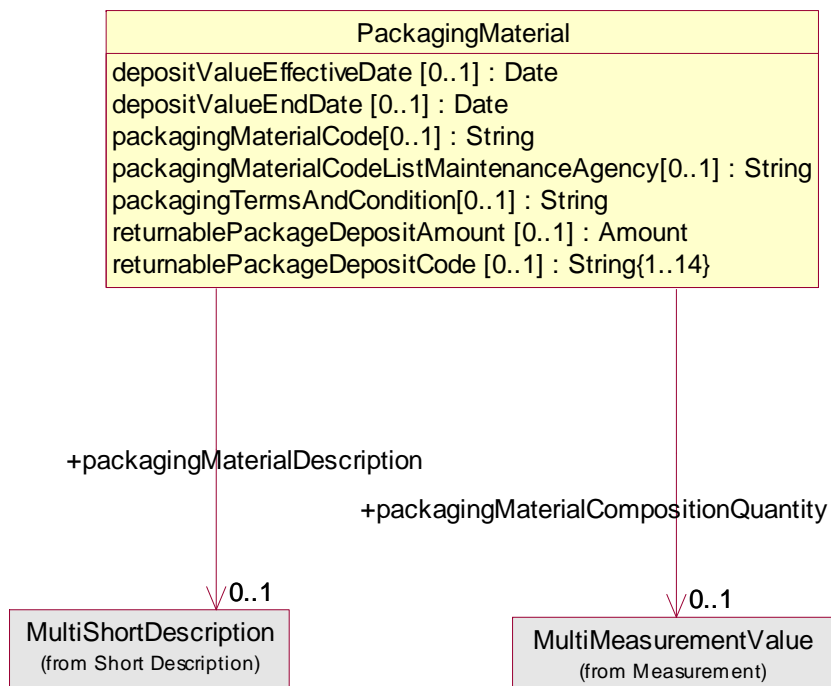 PackagingMaterial
depositValueEffectiveDate [0..1] : Date
depositValueEndDate [0..1] : Date
packagingMaterialCode[0..1] : String
packagingMaterialCodeListMaintenanceAgency[0..1] : String
packagingTermsAndCondition[0..1] : String
returnablePackageDepositAmount [0..1] : Amount
returnablePackageDepositCode [0..1] : String{1..14}
+packagingMaterialDescription
+packagingMaterialCompositionQuantity
0..1
0..1
MultiShortDescription
(from Short Description)
MultiMeasurementValue
(from Measurement)